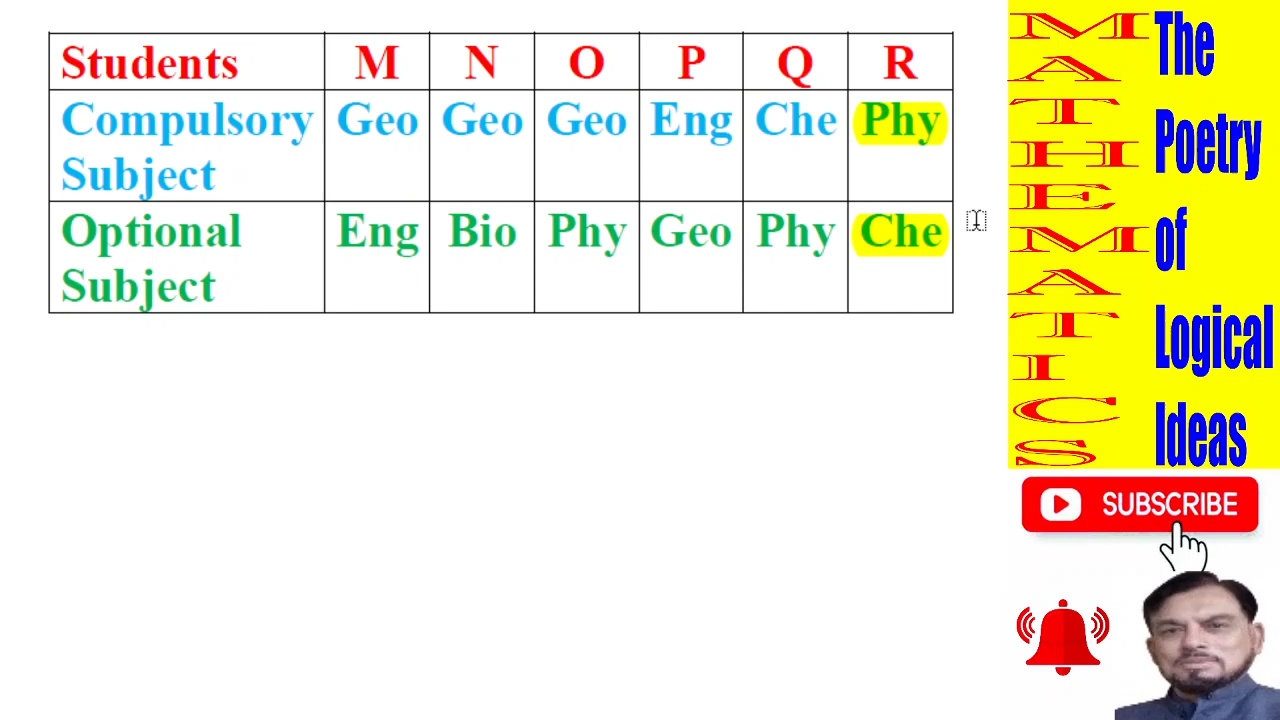 Students M N O P Q R
Compulsory Subject Geo Geo Geo Eng Che Phy
Optional Subject Eng Bio Phy Geo Phy Che
MATHEMATICS
The
Poetry
of
Logical
Ideas
SUBSCRIBE